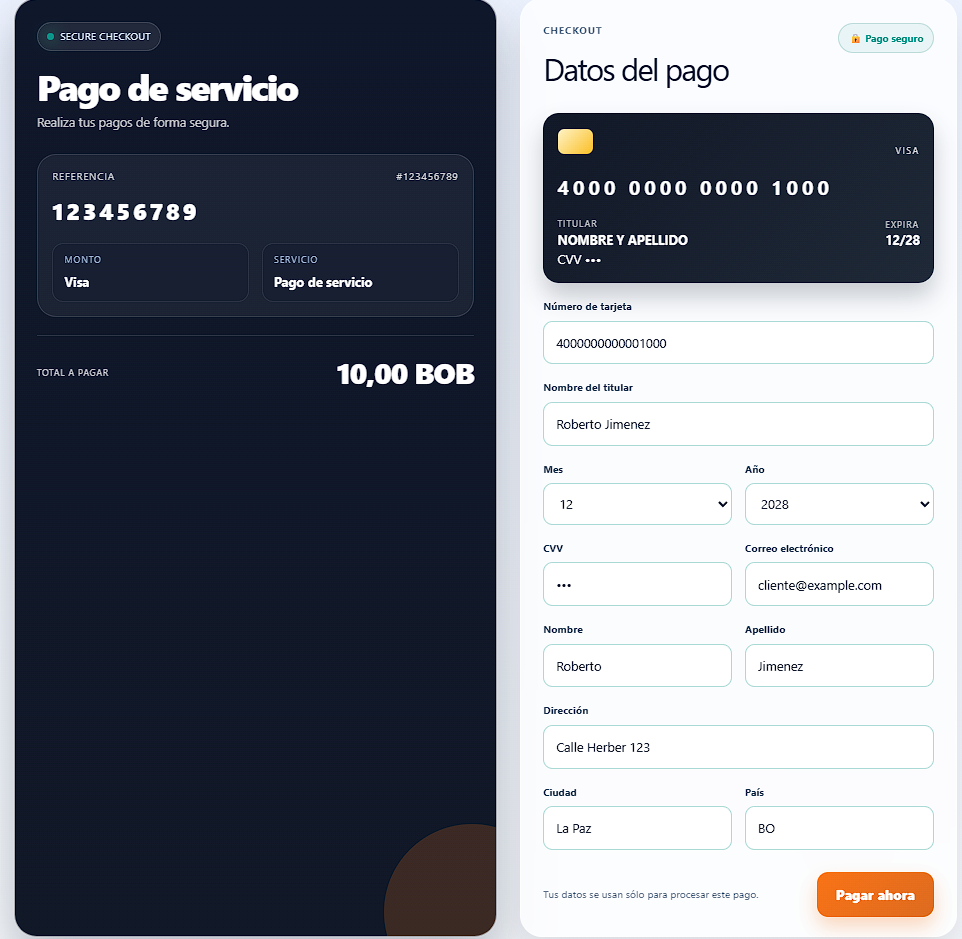 SECURE CHECKOUT
Pago de servicio
Realiza tus pagos de forma segura.
REFERENCIA #123456789
123456789
MONTO SERVICIO
Visa Pago de servicio
TOTAL A PAGAR 10,00 BOB
CHECKOUT
Pago seguro
Datos del pago
VISA
4000 0000 0000 1000
TITULAR EXPIRA
NOMBRE Y APELLIDO 12/28
CVV •••
Número de tarjeta
4000000000001000
Nombre del titular
Roberto Jimenez
Mes Año
12 2028
CVV Correo electrónico
••• cliente@example.com
Nombre Apellido
Roberto Jimenez
Dirección
Calle Herber 123
Ciudad País
La Paz BO
Tus datos se usan sólo para procesar este pago. Pagar ahora